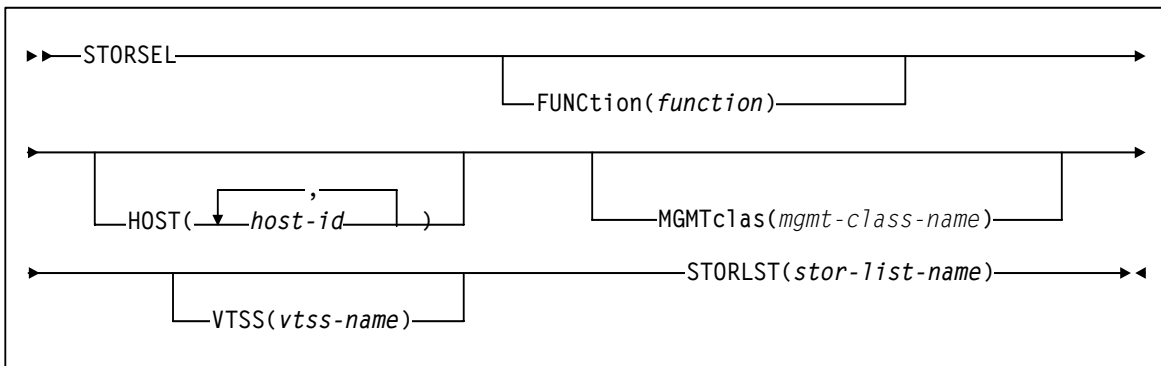 STORSEL
FUNCtion(function)
,
HOST( host-id )
MGMTclas(mgmt-class-name)
STORLST(stor-list-name)
VTSS(vtss-name)